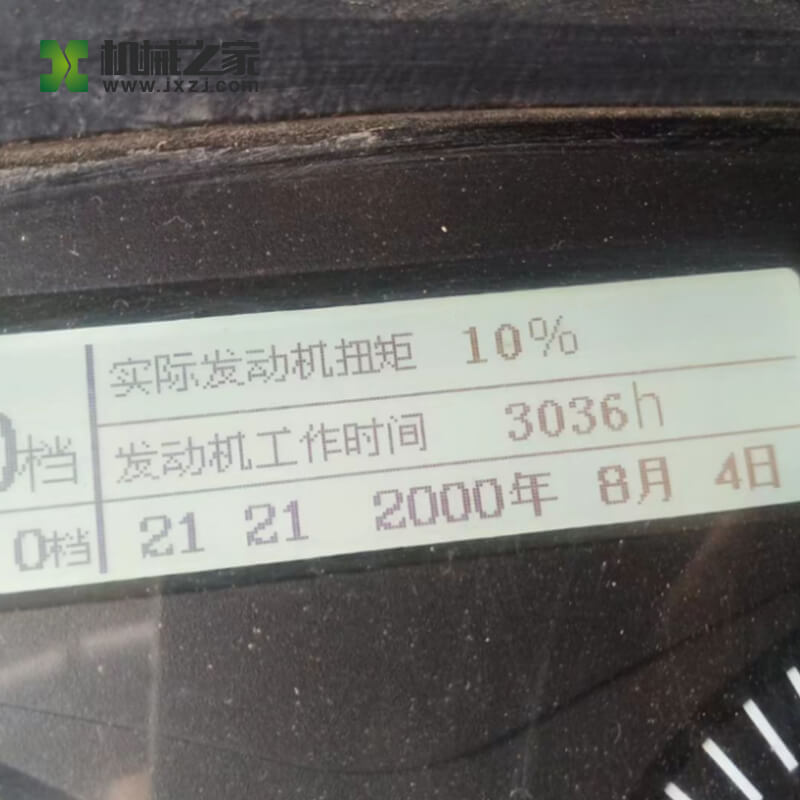 机械之家
www.jxzj.com
实际发动机扭矩 10%
0档
发动机工作时间 3036h
0档 21 21 2000年 8月 4日